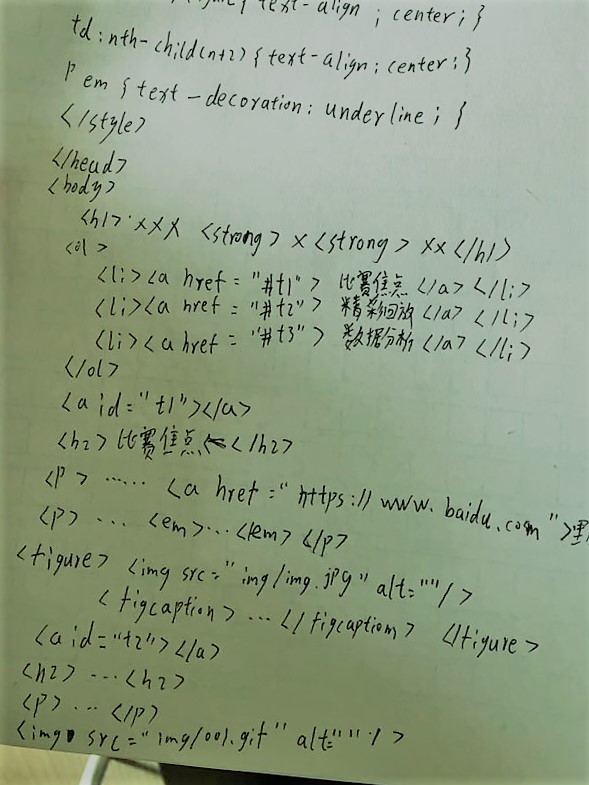 { text-align ; center ; }
td : nth-child(n+2) { text-align ; center ; }
p em { text-decoration : underline ; }
</style>
</head>
<body>
<h1> xxx <strong> x <strong> xx </h1>
<ol>
<li><a href = "#t1" > 比赛焦点 </a> </li>
<li><a href = "#t2" > 精彩回放 </a> </li>
<li><a href = "#t3" > 数据分析 </a> </li>
</ol>
<a id="t1"></a>
<h2> 比赛焦点 </h2>
<p> ...... <a href =" https://www.baidu.com ">
<p> ... <em> ... </em> </p>
<figure> <img src=" img/img.jpg " alt=""/ >
<figcaption> ... </figcaption> </figure>
<a id="t2"></a>
<h2> ... <h2>
<p> ... </p>
<img src=" img/001.gif " alt=" " / >